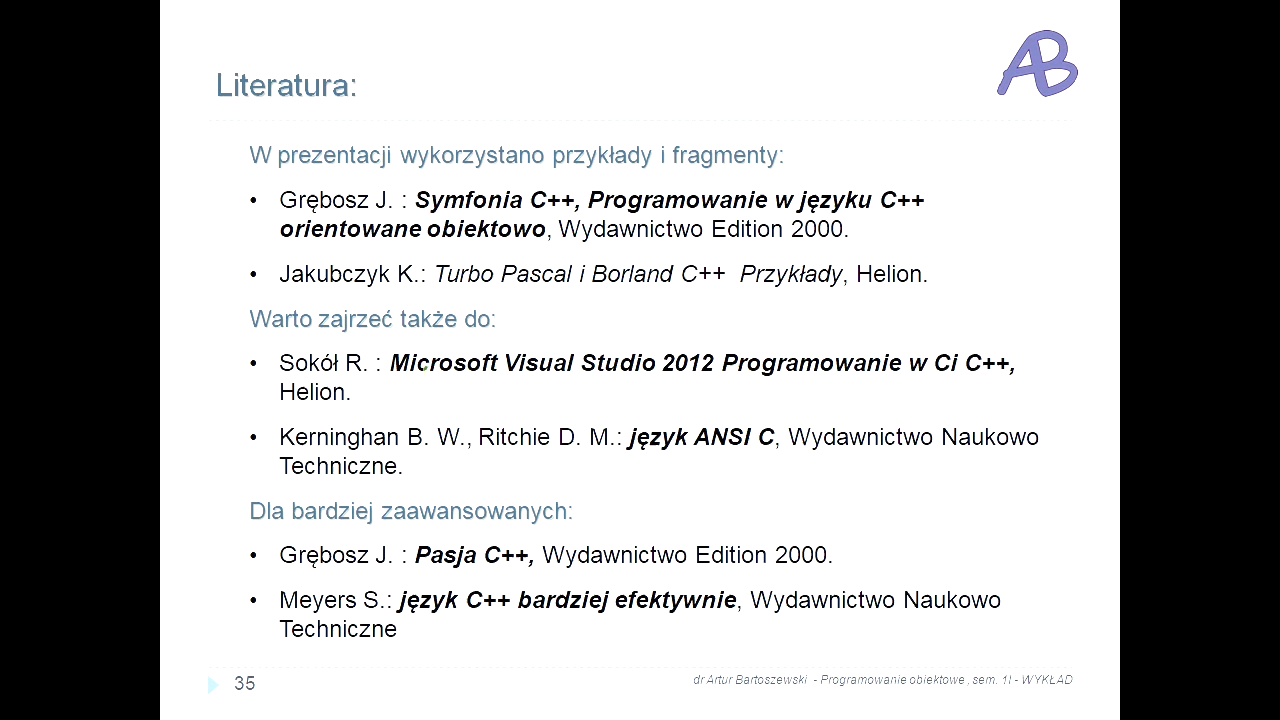 AB
Literatura:
W prezentacji wykorzystano przykłady i fragmenty:
• Grębosz J. : Symfonia C++, Programowanie w języku C++
orientowane obiektowo, Wydawnictwo Edition 2000.
• Jakubczyk K.: Turbo Pascal i Borland C++ Przykłady, Helion.
Warto zajrzeć także do:
• Sokół R. : Microsoft Visual Studio 2012 Programowanie w Ci C++,
Helion.
• Kerninghan B. W., Ritchie D. M.: język ANSI C, Wydawnictwo Naukowo
Techniczne.
Dla bardziej zaawansowanych:
• Grębosz J. : Pasja C++, Wydawnictwo Edition 2000.
• Meyers S.: język C++ bardziej efektywnie, Wydawnictwo Naukowo
Techniczne
35
dr Artur Bartoszewski - Programowanie obiektowe , sem. 1I - WYKŁAD